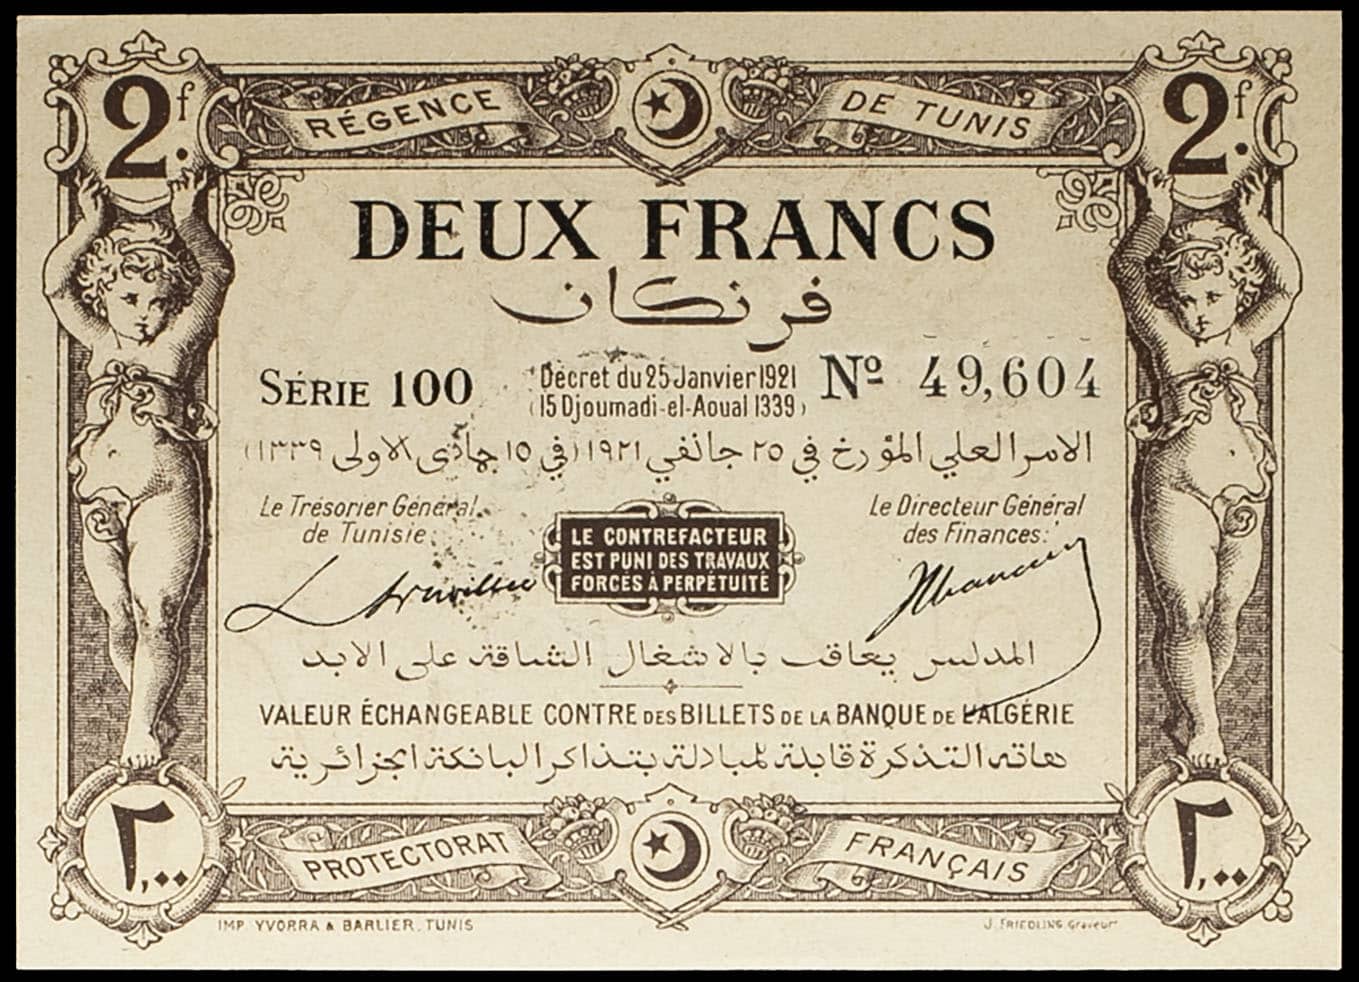 2f.
RÉGENCE DE TUNIS
2f.
DEUX FRANCS
فرنكان
SÉRIE 100
Décret du 25 Janvier 1921
(15 Djoumadi-el-Aoual 1339)
Nº 49,604
الامر العلي المؤرخ في ٢٥ جانفي ١٩٢١ (في ١٥ جمادى الاولى ١٣٣٩)
Le Trésorier Général
de Tunisie:
LE CONTREFACTEUR
EST PUNI DES TRAVAUX
FORCÉS À PERPÉTUITÉ
Le Directeur Général
des Finances:
المدلس يعاقب بالاشغال الشاقة على الابد
VALEUR ÉCHANGEABLE CONTRE DES BILLETS DE LA BANQUE DE L'ALGÉRIE
هاته التذكرة قابلة للمبادلة بتذاكر البانكة الجزائرية
٢,٠٠
PROTECTORAT FRANÇAIS
٢,٠٠
IMP YVORRA & BARLIER, TUNIS
J. FRIEDLING Graveur